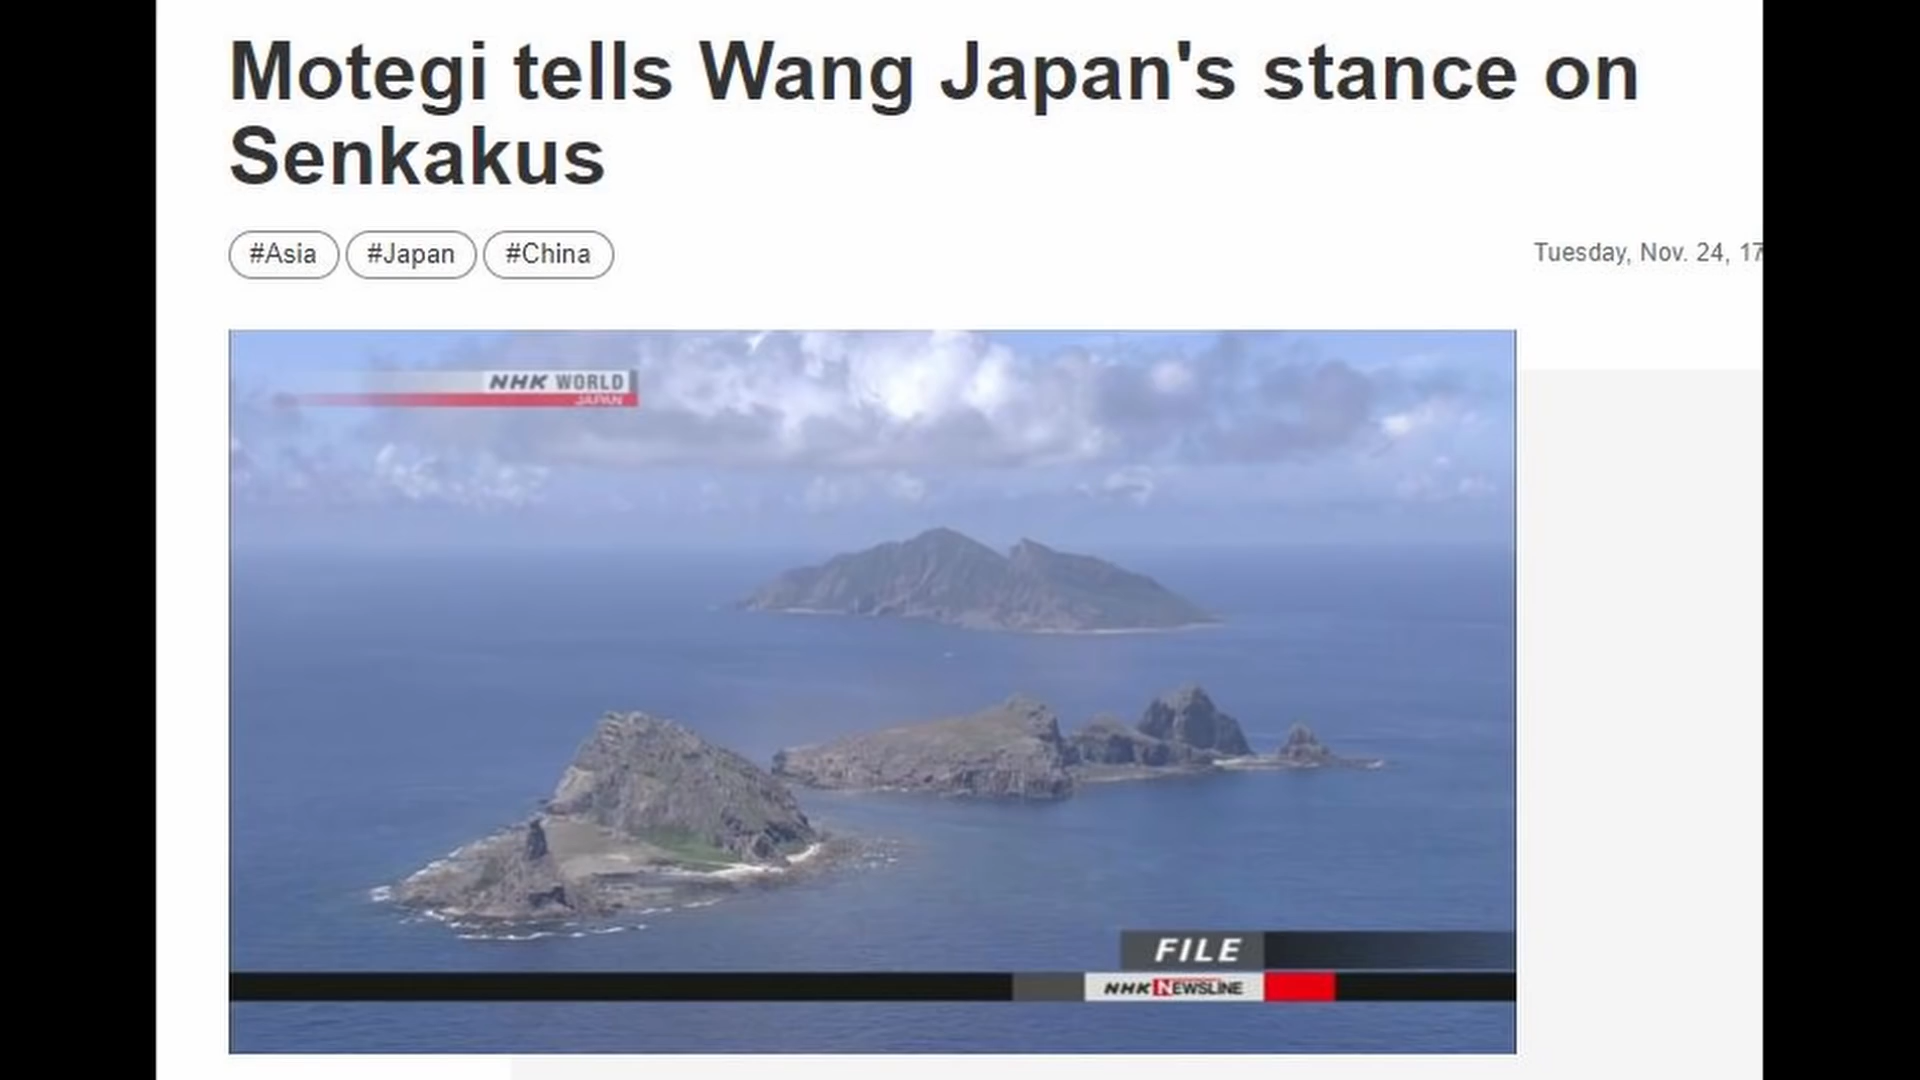 Motegi tells Wang Japan's stance on
Senkakus
#Asia #Japan #China
Tuesday, Nov. 24, 17
NHK WORLD
JAPAN
FILE
NHK NEWSLINE